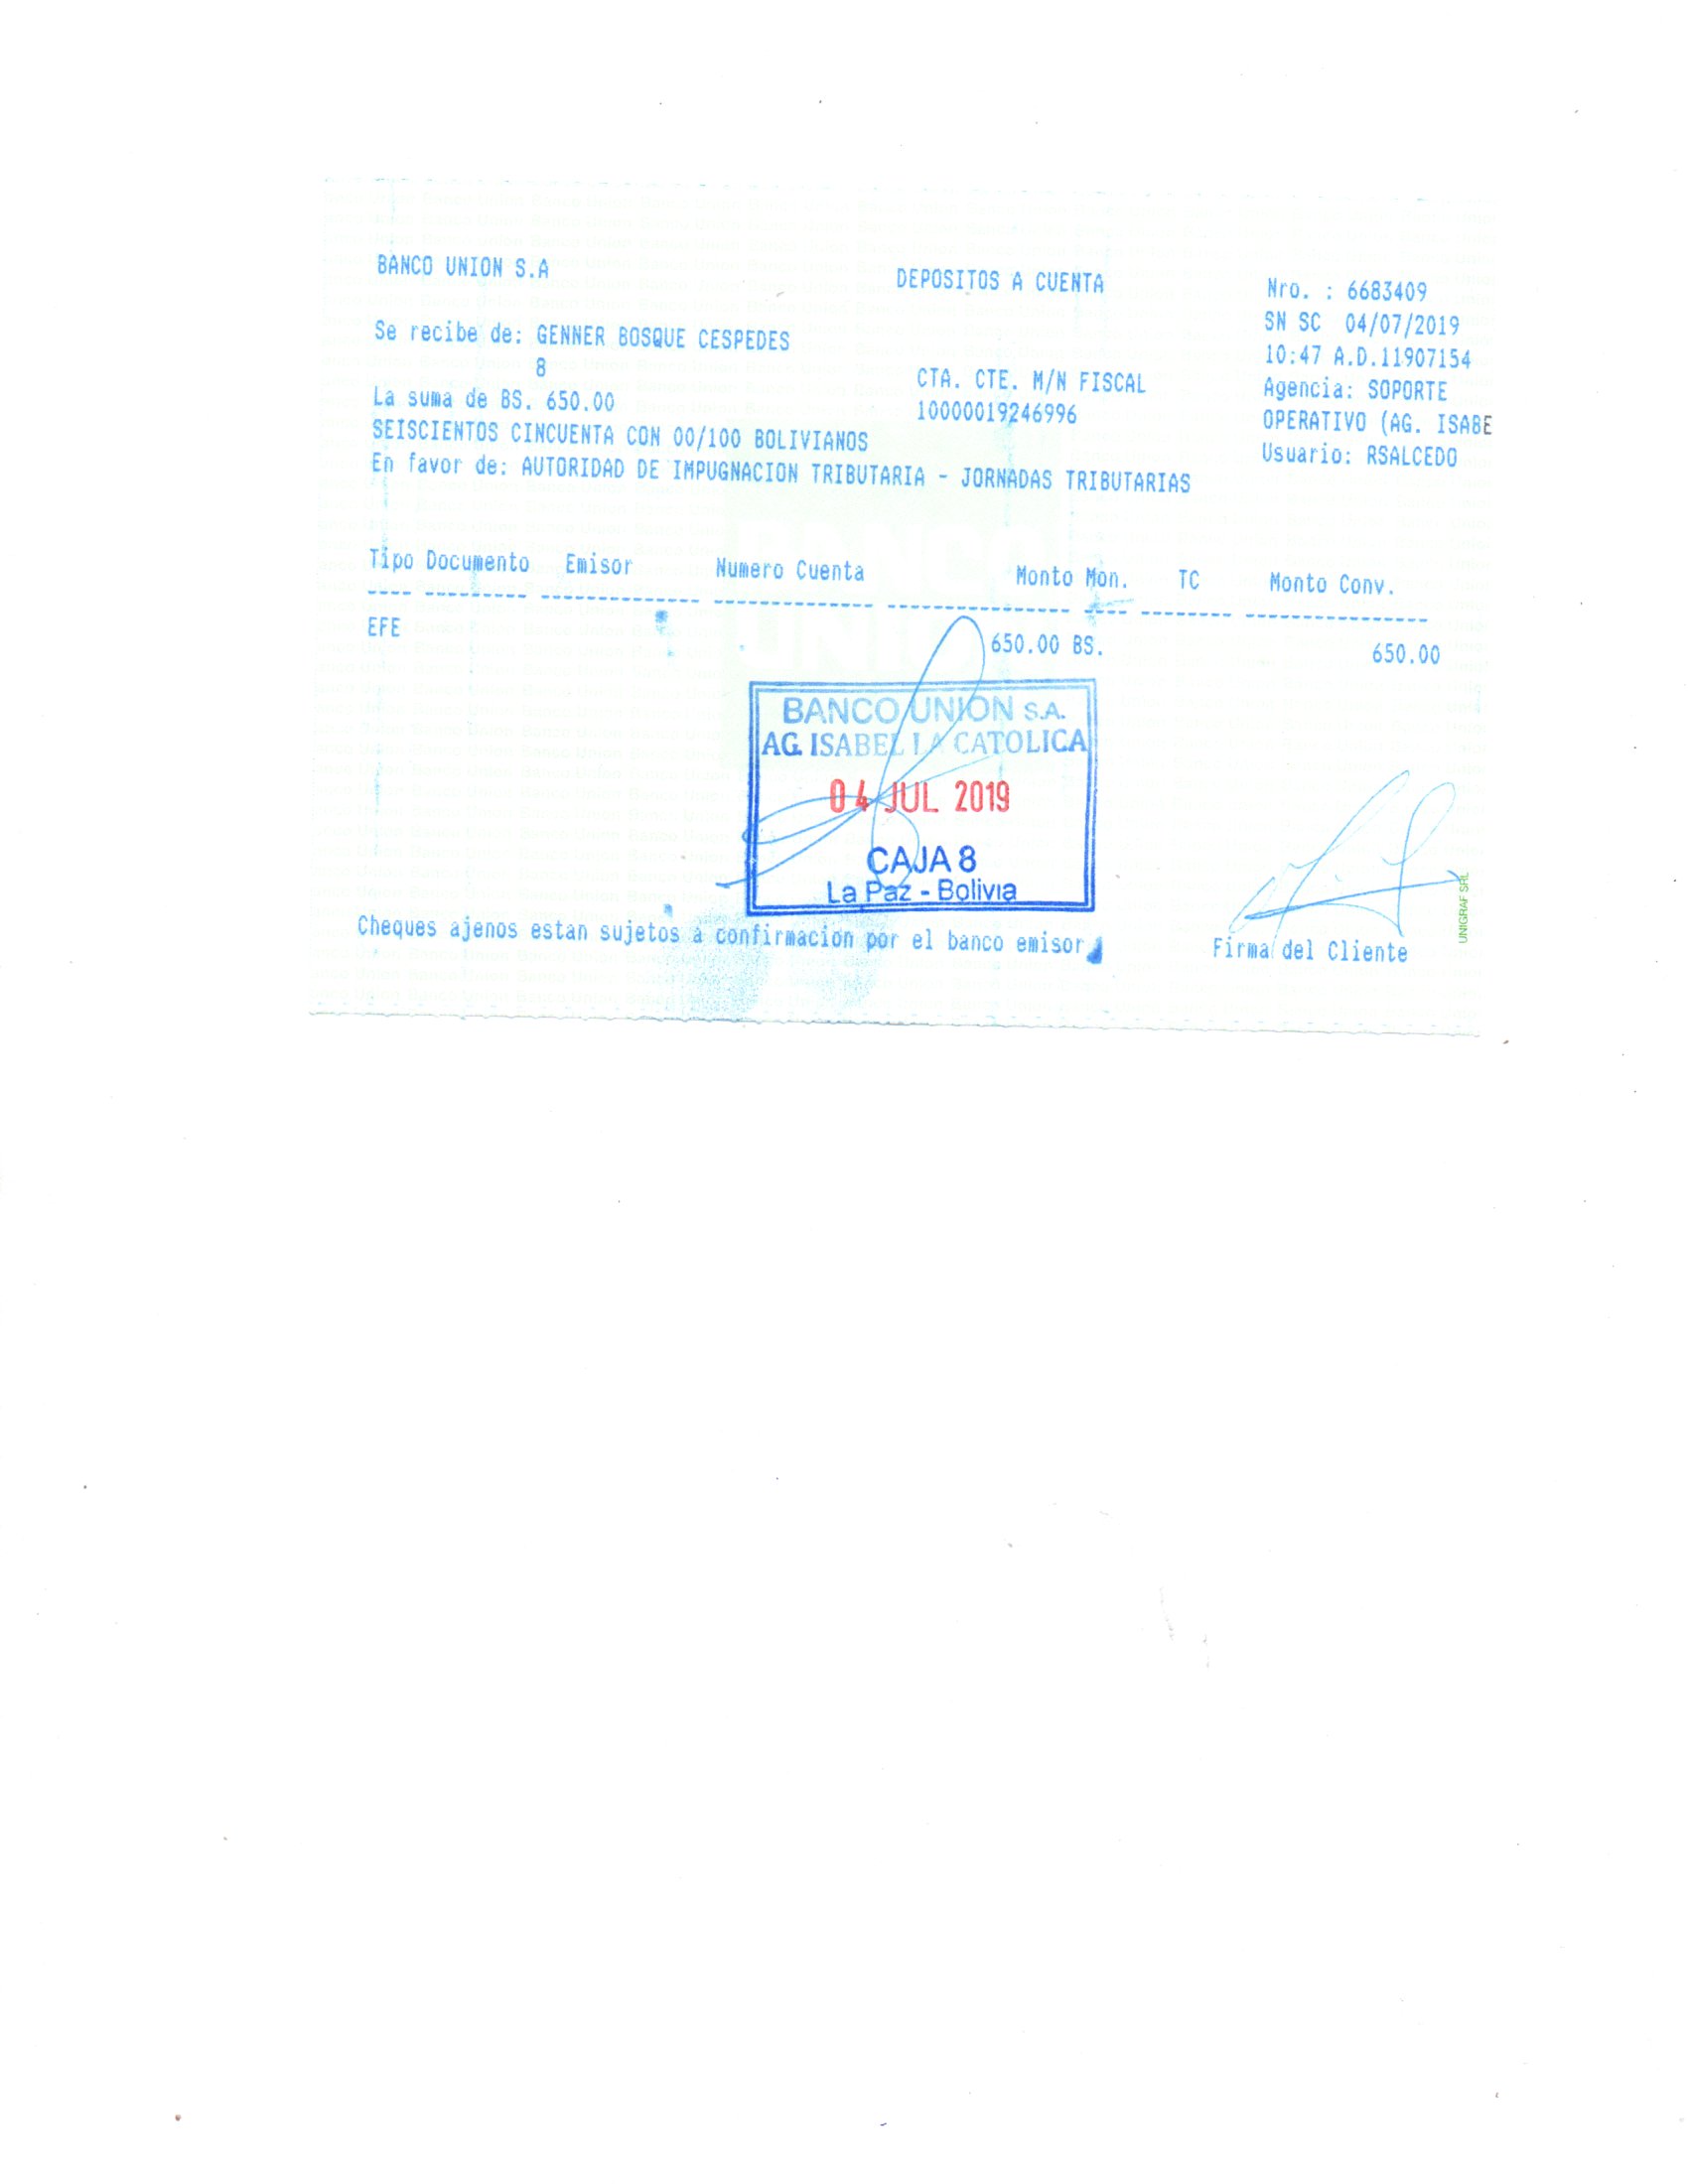 BANCO UNION S.A
DEPOSITOS A CUENTA
Nro. : 6683409
SN SC 04/07/2019
10:47 A.D.11907154
Agencia: SOPORTE
OPERATIVO (AG. ISABE
Usuario: RSALCEDO
Se recibe de: GENNER BOSQUE CESPEDES
8
CTA. CTE. M/N FISCAL
10000019246996
La suma de BS. 650.00
SEISCIENTOS CINCUENTA CON 00/100 BOLIVIANOS
En favor de: AUTORIDAD DE IMPUGNACION TRIBUTARIA - JORNADAS TRIBUTARIAS
Tipo Documento Emisor Numero Cuenta Monto Mon. TC Monto Conv.
EFE 650.00 BS. 650.00
BANCO UNION S.A.
AG. ISABEL LA CATOLICA
04 JUL 2019
CAJA 8
La Paz - Bolivia
Cheques ajenos estan sujetos a confirmacion por el banco emisor
Firma del Cliente
UNIGRAF SRL